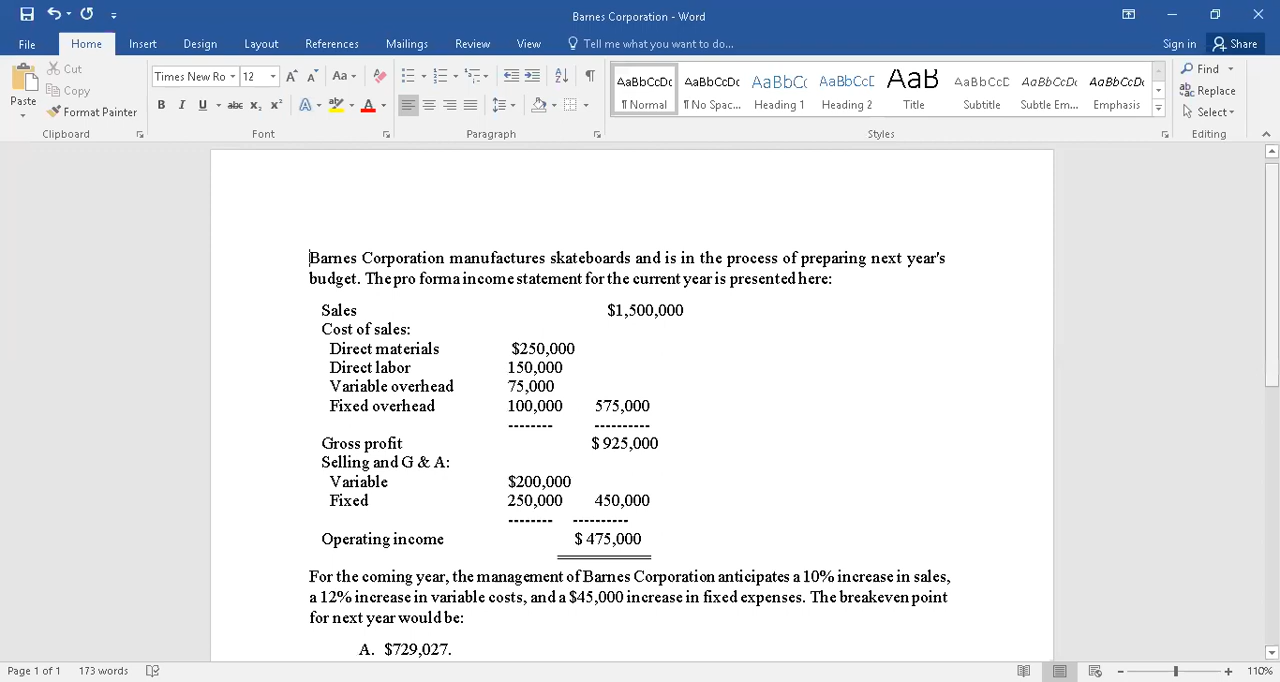 Barnes Corporation - Word
File Home Insert Design Layout References Mailings Review View Tell me what you want to do... Sign in Share
Paste Cut Copy Format Painter
Clipboard
Times New Ro 12 Aa
B I U abc x₂ x² A A
Font
Paragraph
AaBbCcDc AaBbCcDc AaBbCc AaBbCcE AaB AaBbCcC AaBbCcDc AaBbCcDc
¶ Normal ¶ No Spac... Heading 1 Heading 2 Title Subtitle Subtle Em... Emphasis
Styles
Find
Replace
Select
Editing
Barnes Corporation manufactures skateboards and is in the process of preparing next year's
budget. The pro forma income statement for the current year is presented here:
Sales $1,500,000
Cost of sales:
Direct materials $250,000
Direct labor 150,000
Variable overhead 75,000
Fixed overhead 100,000 575,000
-------- ----------
Gross profit $ 925,000
Selling and G & A:
Variable $200,000
Fixed 250,000 450,000
-------- ----------
Operating income $ 475,000
For the coming year, the management of Barnes Corporation anticipates a 10% increase in sales,
a 12% increase in variable costs, and a $45,000 increase in fixed expenses. The breakeven point
for next year would be:
A. $729,027.
Page 1 of 1 173 words 110%